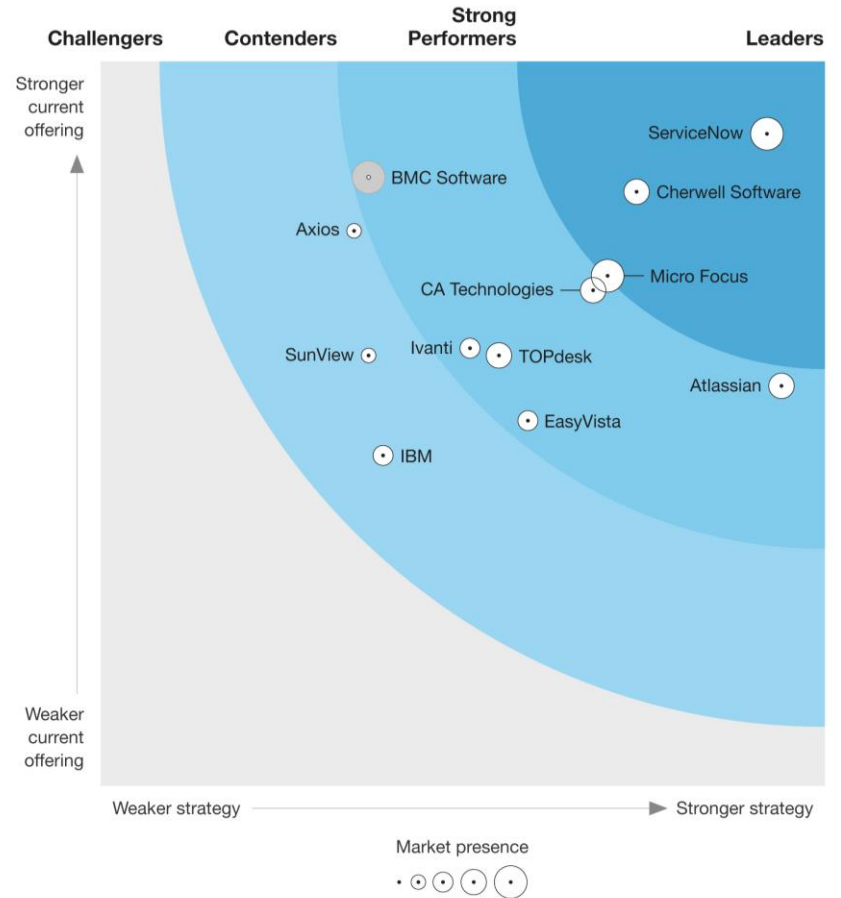 Challengers
Contenders
Strong
Performers
Leaders
Stronger
current
offering
ServiceNow
BMC Software
Cherwell Software
Axios
Micro Focus
CA Technologies
Ivanti
SunView
TOPdesk
Atlassian
EasyVista
IBM
Weaker
current
offering
Weaker strategy
Stronger strategy
Market presence